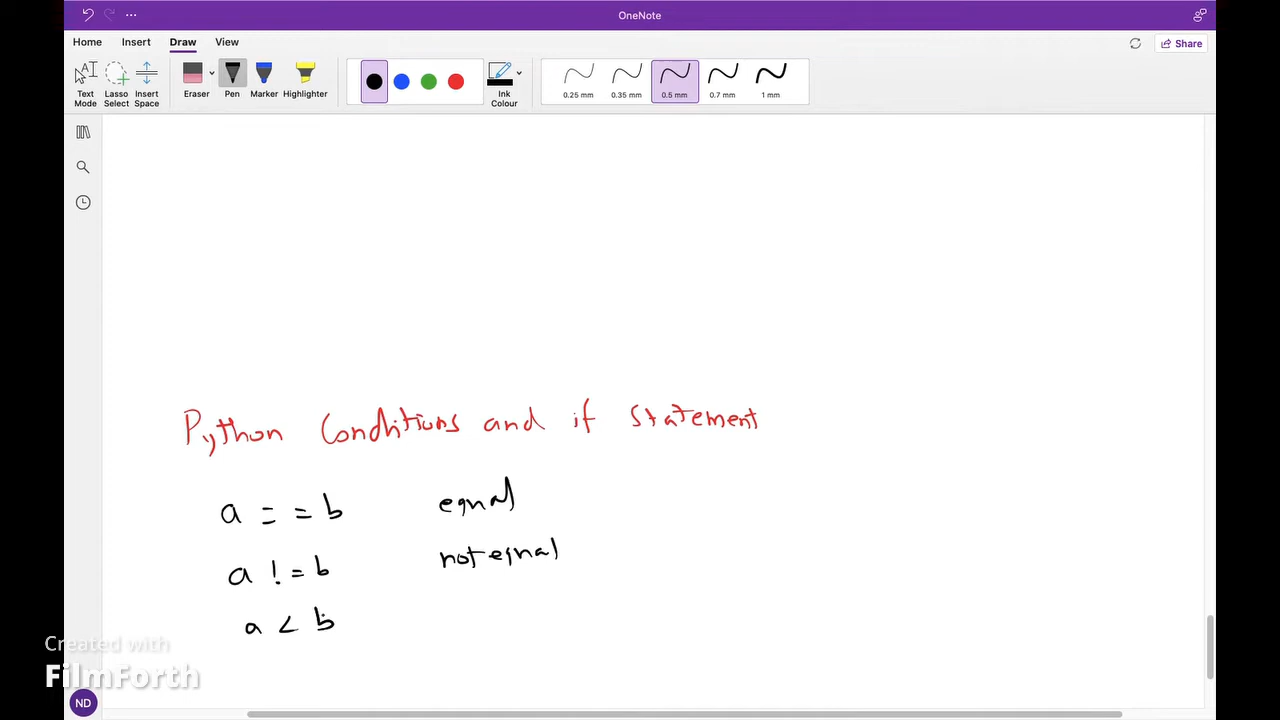 OneNote
Home Insert Draw View
Share
Text Mode
Lasso Select
Insert Space
Eraser
Pen
Marker
Highlighter
Ink Colour
0.25 mm
0.35 mm
0.5 mm
0.7 mm
1 mm
Python Conditions and if statement
a = = b equal
a != b not equal
a < b
Created with
FilmForth
ND